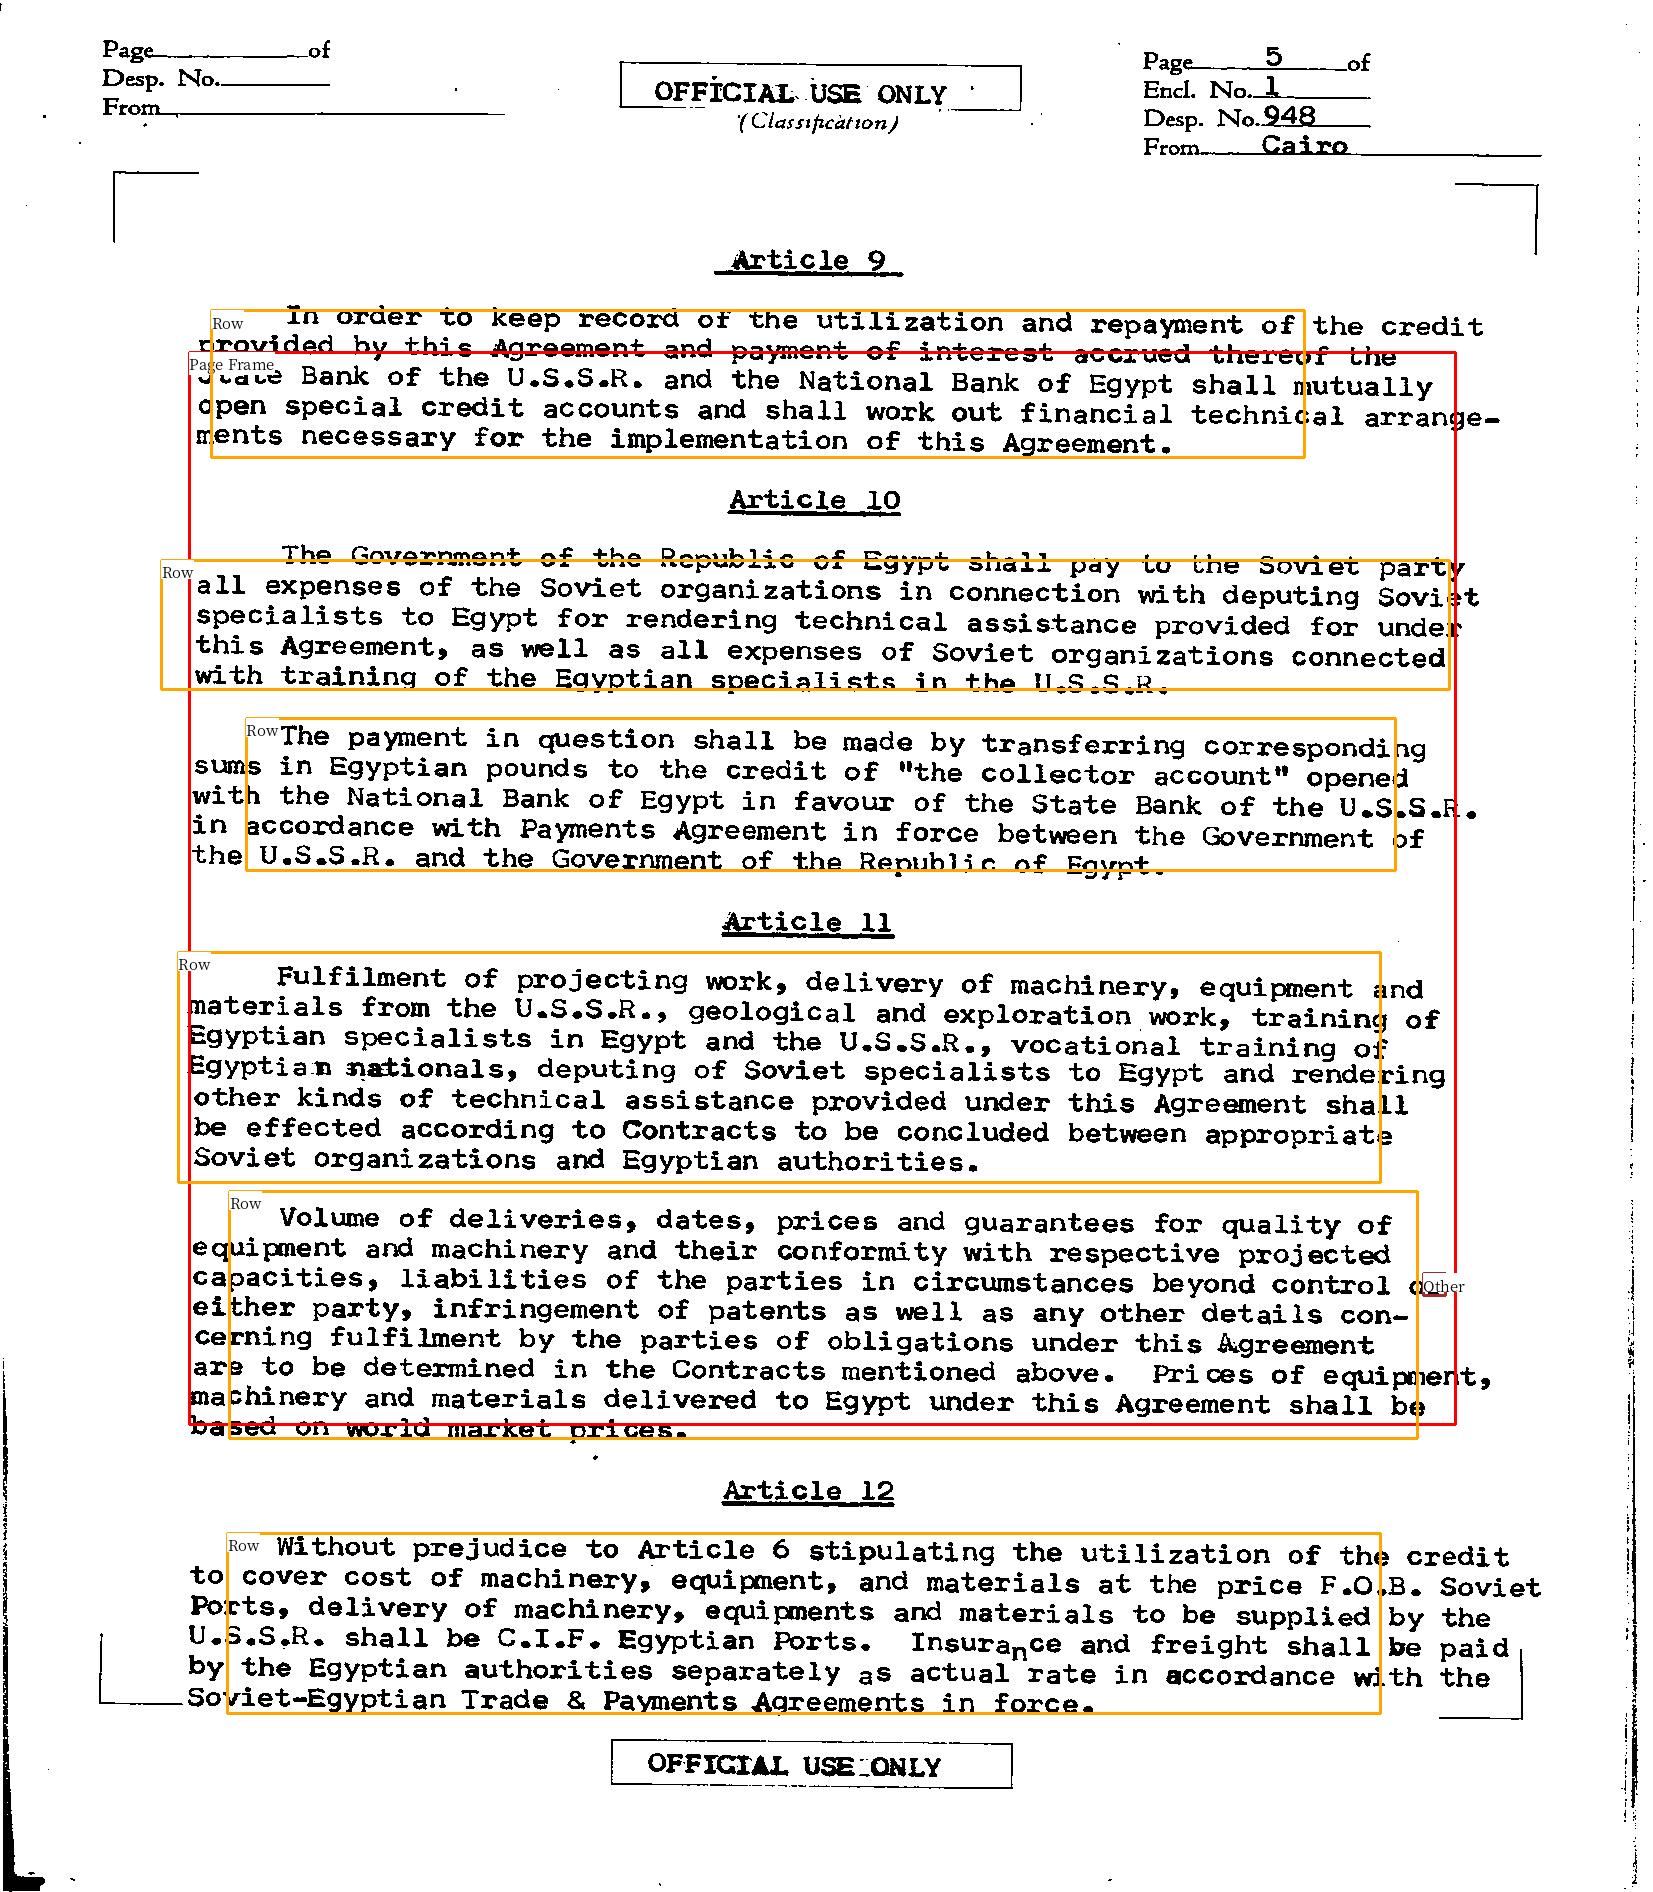 Page of
Desp. No.
From
OFFICIAL USE ONLY
(Classification)
Page 5 of
Encl. No. 1
Desp. No. 948
From Cairo
Article 9
Row
In order to keep record of the utilization and repayment of the credit
provided by this Agreement and payment of interest accrued thereof the
Page Frame
State Bank of the U.S.S.R. and the National Bank of Egypt shall mutually
open special credit accounts and shall work out financial technical arrange-
ments necessary for the implementation of this Agreement.
Article 10
The Government of the Republic of Egypt shall pay to the Soviet party
Row
all expenses of the Soviet organizations in connection with deputing Soviet
specialists to Egypt for rendering technical assistance provided for under
this Agreement, as well as all expenses of Soviet organizations connected
with training of the Egyptian specialists in the U.S.S.R.
Row
The payment in question shall be made by transferring corresponding
sums in Egyptian pounds to the credit of "the collector account" opened
with the National Bank of Egypt in favour of the State Bank of the U.S.S.R.
in accordance with Payments Agreement in force between the Government of
the U.S.S.R. and the Government of the Republic of Egypt.
Article 11
Row
Fulfilment of projecting work, delivery of machinery, equipment and
materials from the U.S.S.R., geological and exploration work, training of
Egyptian specialists in Egypt and the U.S.S.R., vocational training of
Egyptian nationals, deputing of Soviet specialists to Egypt and rendering
other kinds of technical assistance provided under this Agreement shall
be effected according to Contracts to be concluded between appropriate
Soviet organizations and Egyptian authorities.
Row
Volume of deliveries, dates, prices and guarantees for quality of
equipment and machinery and their conformity with respective projected
capacities, liabilities of the parties in circumstances beyond control
Other
either party, infringement of patents as well as any other details con-
cerning fulfilment by the parties of obligations under this Agreement
are to be determined in the Contracts mentioned above. Prices of equipment,
machinery and materials delivered to Egypt under this Agreement shall be
based on world market prices.
Article 12
Row
Without prejudice to Article 6 stipulating the utilization of the credit
to cover cost of machinery, equipment, and materials at the price F.O.B. Soviet
Ports, delivery of machinery, equipments and materials to be supplied by the
U.S.S.R. shall be C.I.F. Egyptian Ports. Insurance and freight shall be paid
by the Egyptian authorities separately as actual rate in accordance with the
Soviet-Egyptian Trade & Payments Agreements in force.
OFFICIAL USE ONLY